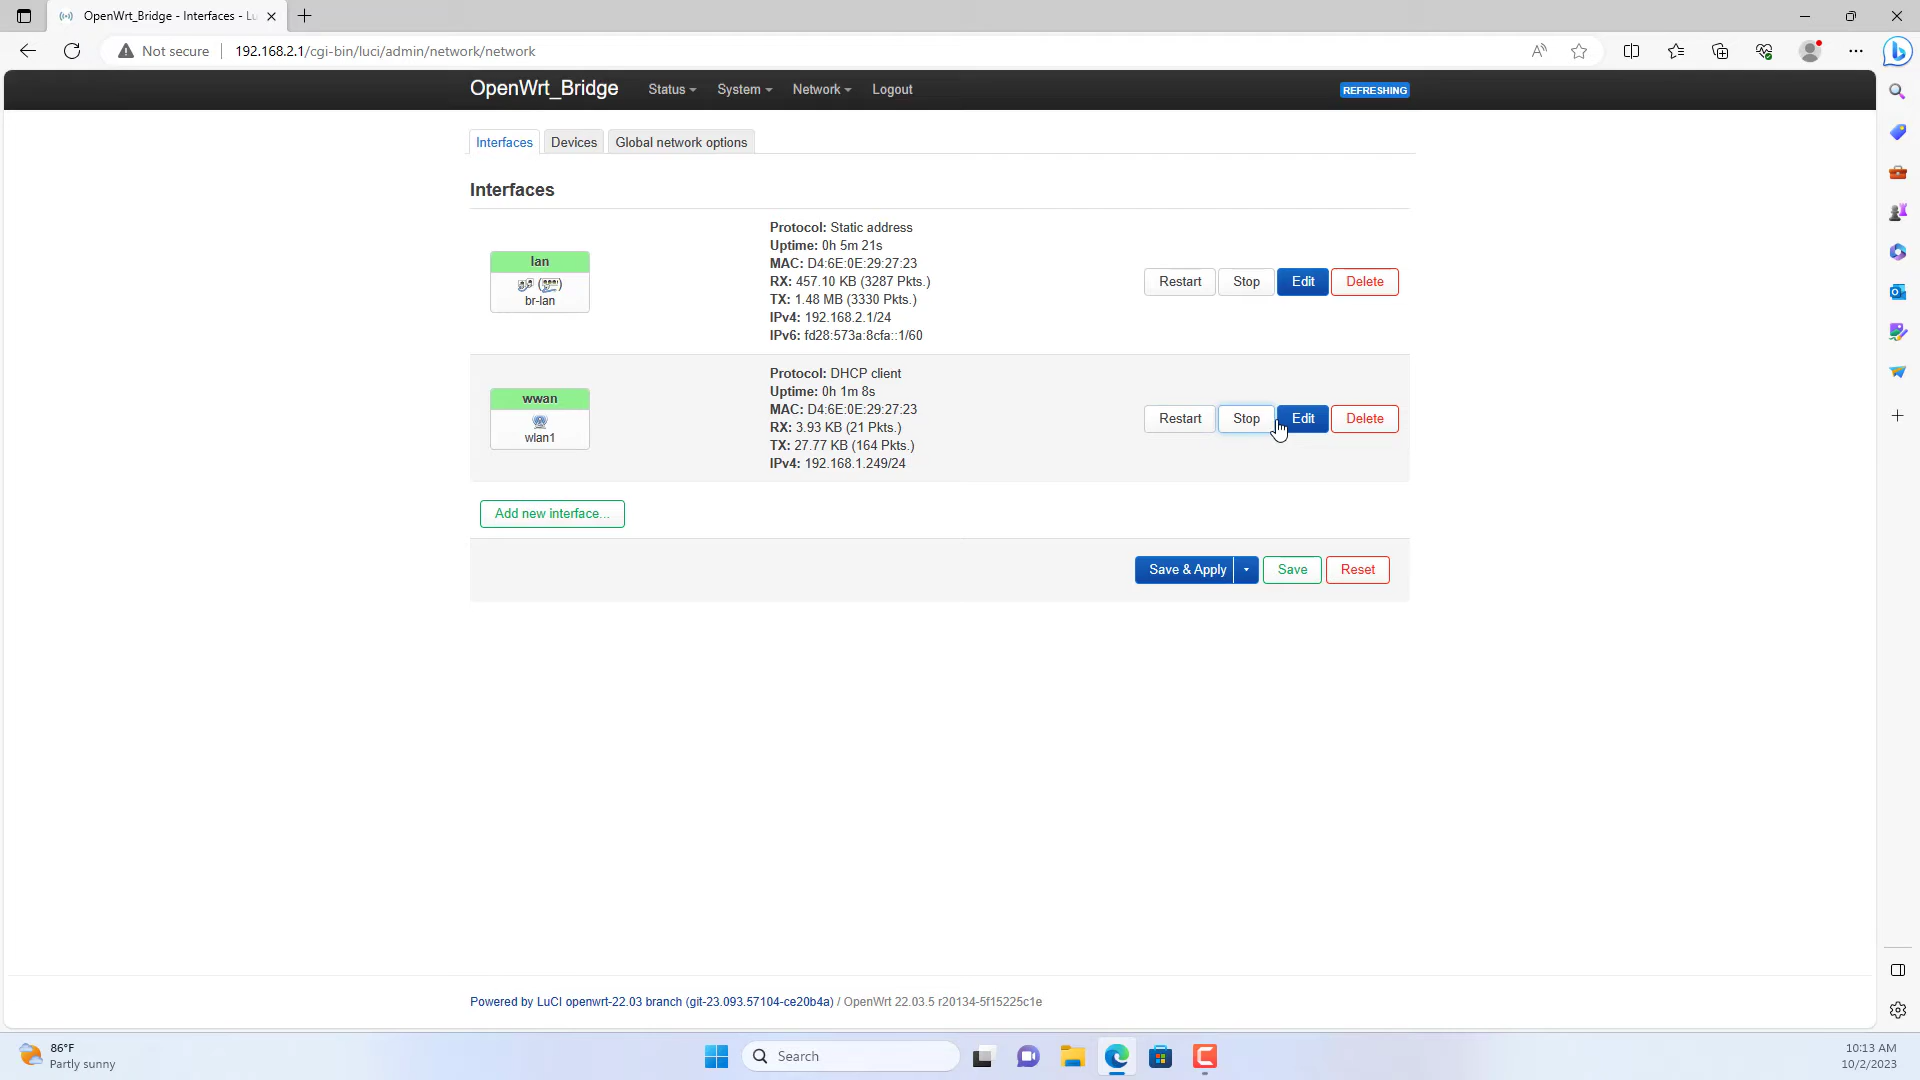 OpenWrt_Bridge - Interfaces - Lu
Not secure
192.168.2.1/cgi-bin/luci/admin/network/network
OpenWrt_Bridge
Status
System
Network
Logout
REFRESHING
Interfaces
Devices
Global network options
Interfaces
lan
br-lan
Protocol: Static address
Uptime: 0h 5m 21s
MAC: D4:6E:0E:29:27:23
RX: 457.10 KB (3287 Pkts.)
TX: 1.48 MB (3330 Pkts.)
IPv4: 192.168.2.1/24
IPv6: fd28:573a:8cfa::1/60
Restart
Stop
Edit
Delete
wwan
wlan1
Protocol: DHCP client
Uptime: 0h 1m 8s
MAC: D4:6E:0E:29:27:23
RX: 3.93 KB (21 Pkts.)
TX: 27.77 KB (164 Pkts.)
IPv4: 192.168.1.249/24
Restart
Stop
Edit
Delete
Add new interface...
Save & Apply
Save
Reset
Powered by LuCI openwrt-22.03 branch (git-23.093.57104-ce20b4a) / OpenWrt 22.03.5 r20134-5f15225c1e
86°F
Partly sunny
Search
10:13 AM
10/2/2023